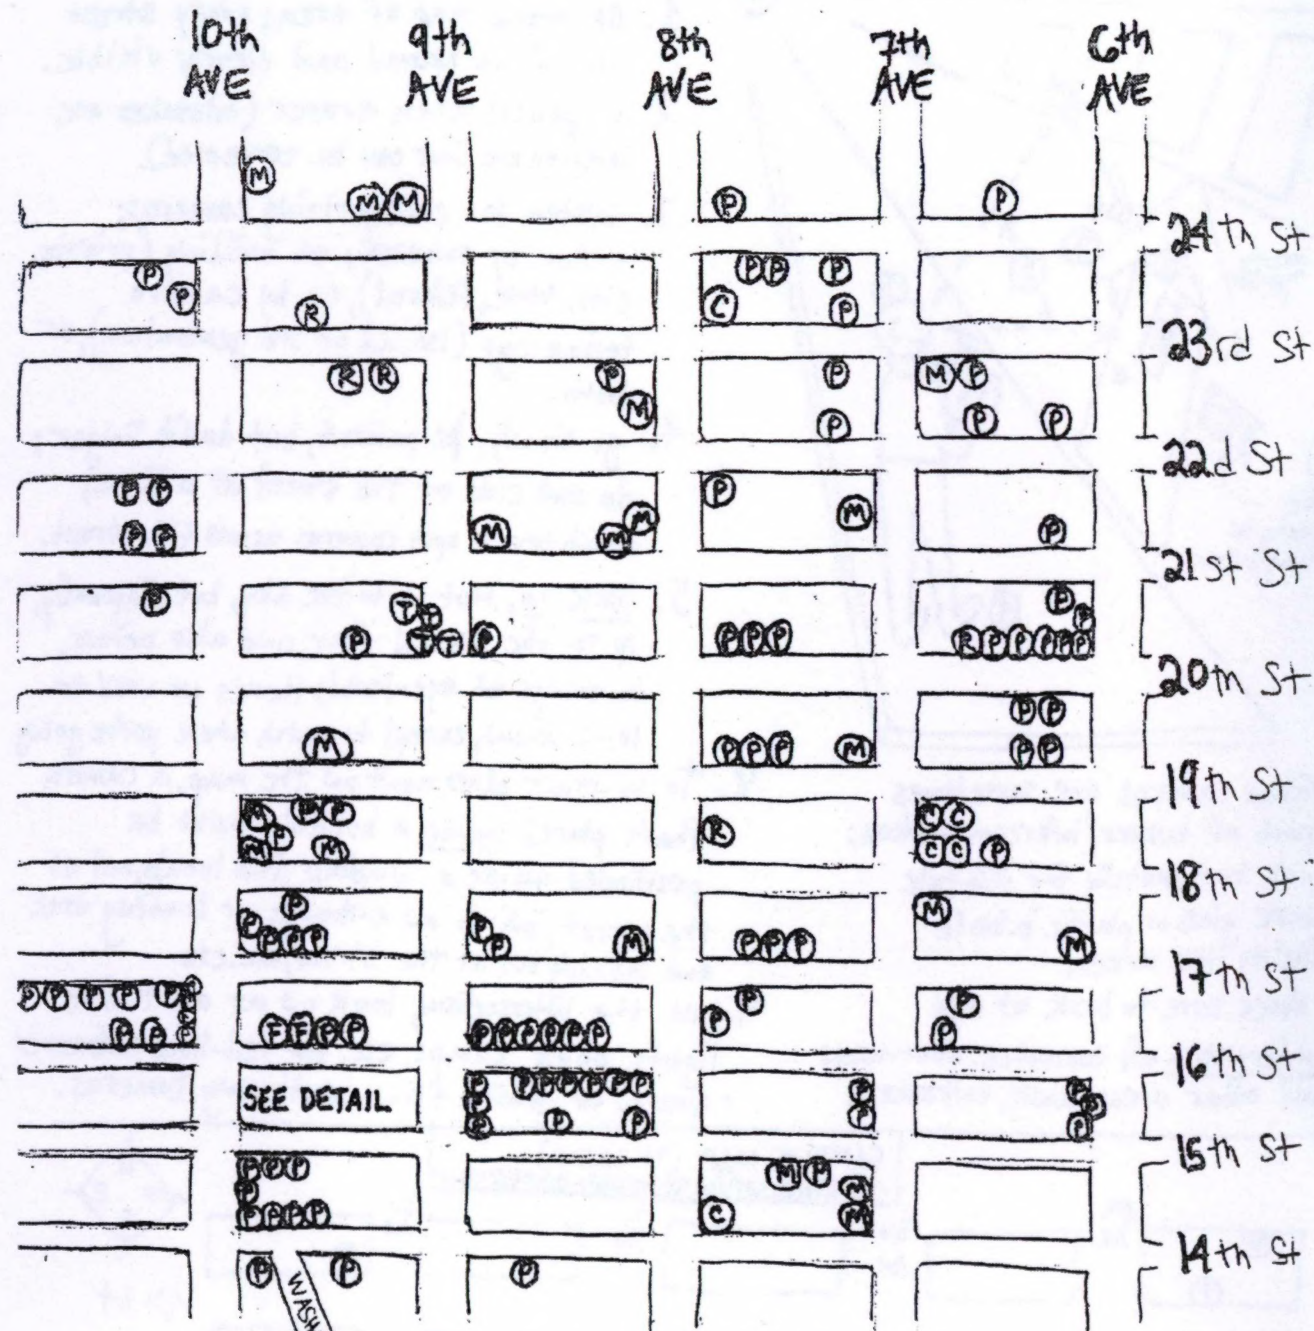 10th 9th 8th 7th 6th
AVE AVE AVE AVE AVE
M
M M P P
24th St
P P P P
P C P
R
23rd St
R R P P M P
M P P P
22d St
P P P
M M
P P M M P
21st St
P T P
P P T T P P P P R P P P P P
20th St
P P
M P P P M P P
19th St
P P C C
P R
M M C C P
18th St
P P P M
P P P P M P P P M
17th St
P P P P P P P
P P F F P P P P P P P P P P
16th St
P P P P P P P P
SEE DETAIL P P P P P
15th St
P P P M P
P P P P C M
14th St
P P P
WASH